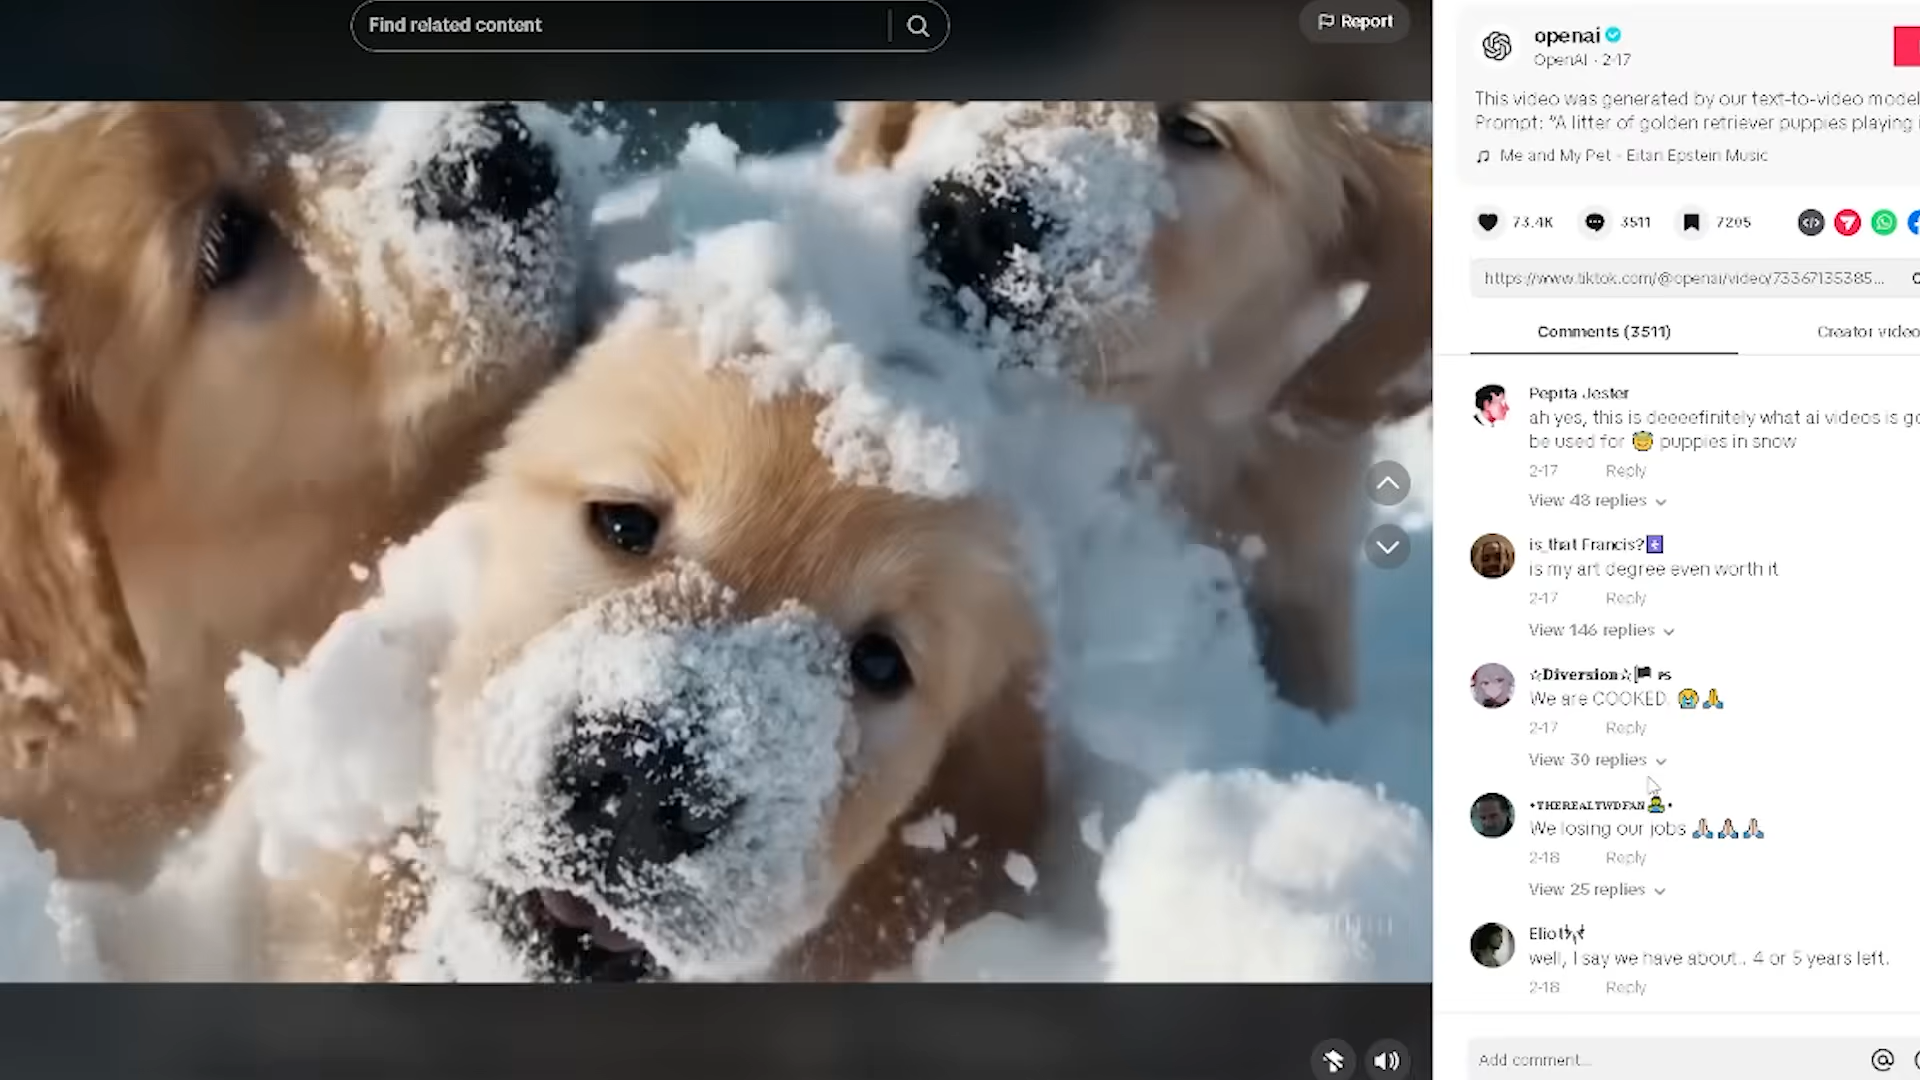 Find related content
Report
openai
OpenAI · 2-17
This video was generated by our text-to-video model
Prompt: "A litter of golden retriever puppies playing
Me and My Pet - Eitan Epstein Music
73.4K
3511
7205
https://www.tiktok.com/@openai/video/73367135385...
Comments (3511)
Creator video
Pepita Jester
ah yes, this is deeeefinitely what ai videos is go
be used for 😇 puppies in snow
2-17 Reply
View 48 replies
is_that Francis?
is my art degree even worth it
2-17 Reply
View 146 replies
☆Diversion☆🏴 PS
We are COOKED. 😭🙏
2-17 Reply
View 30 replies
•THEREALTWDFAN🧟•
We losing our jobs 🙏🙏🙏
2-18 Reply
View 25 replies
Eliot
well, I say we have about.. 4 or 5 years left.
2-18 Reply
Add comment...